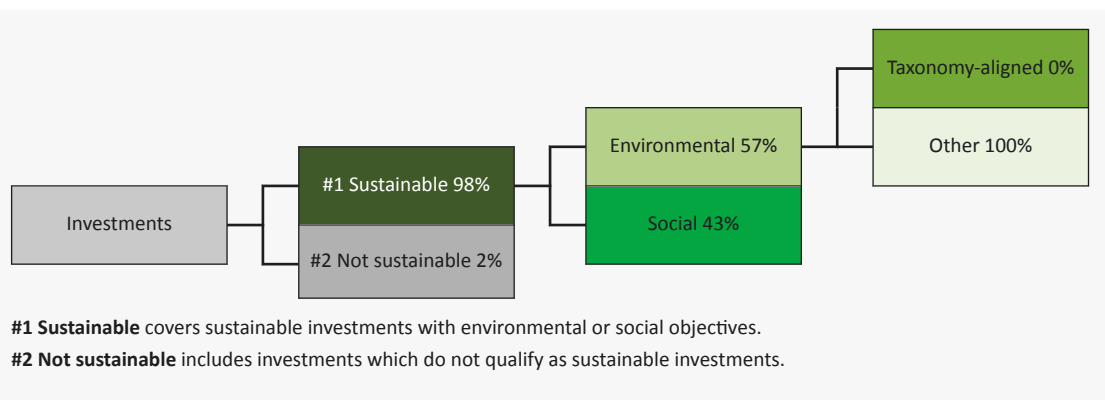 Investments
#1 Sustainable 98%
#2 Not sustainable 2%
Environmental 57%
Social 43%
Taxonomy-aligned 0%
Other 100%
#1 Sustainable covers sustainable investments with environmental or social objectives.
#2 Not sustainable includes investments which do not qualify as sustainable investments.